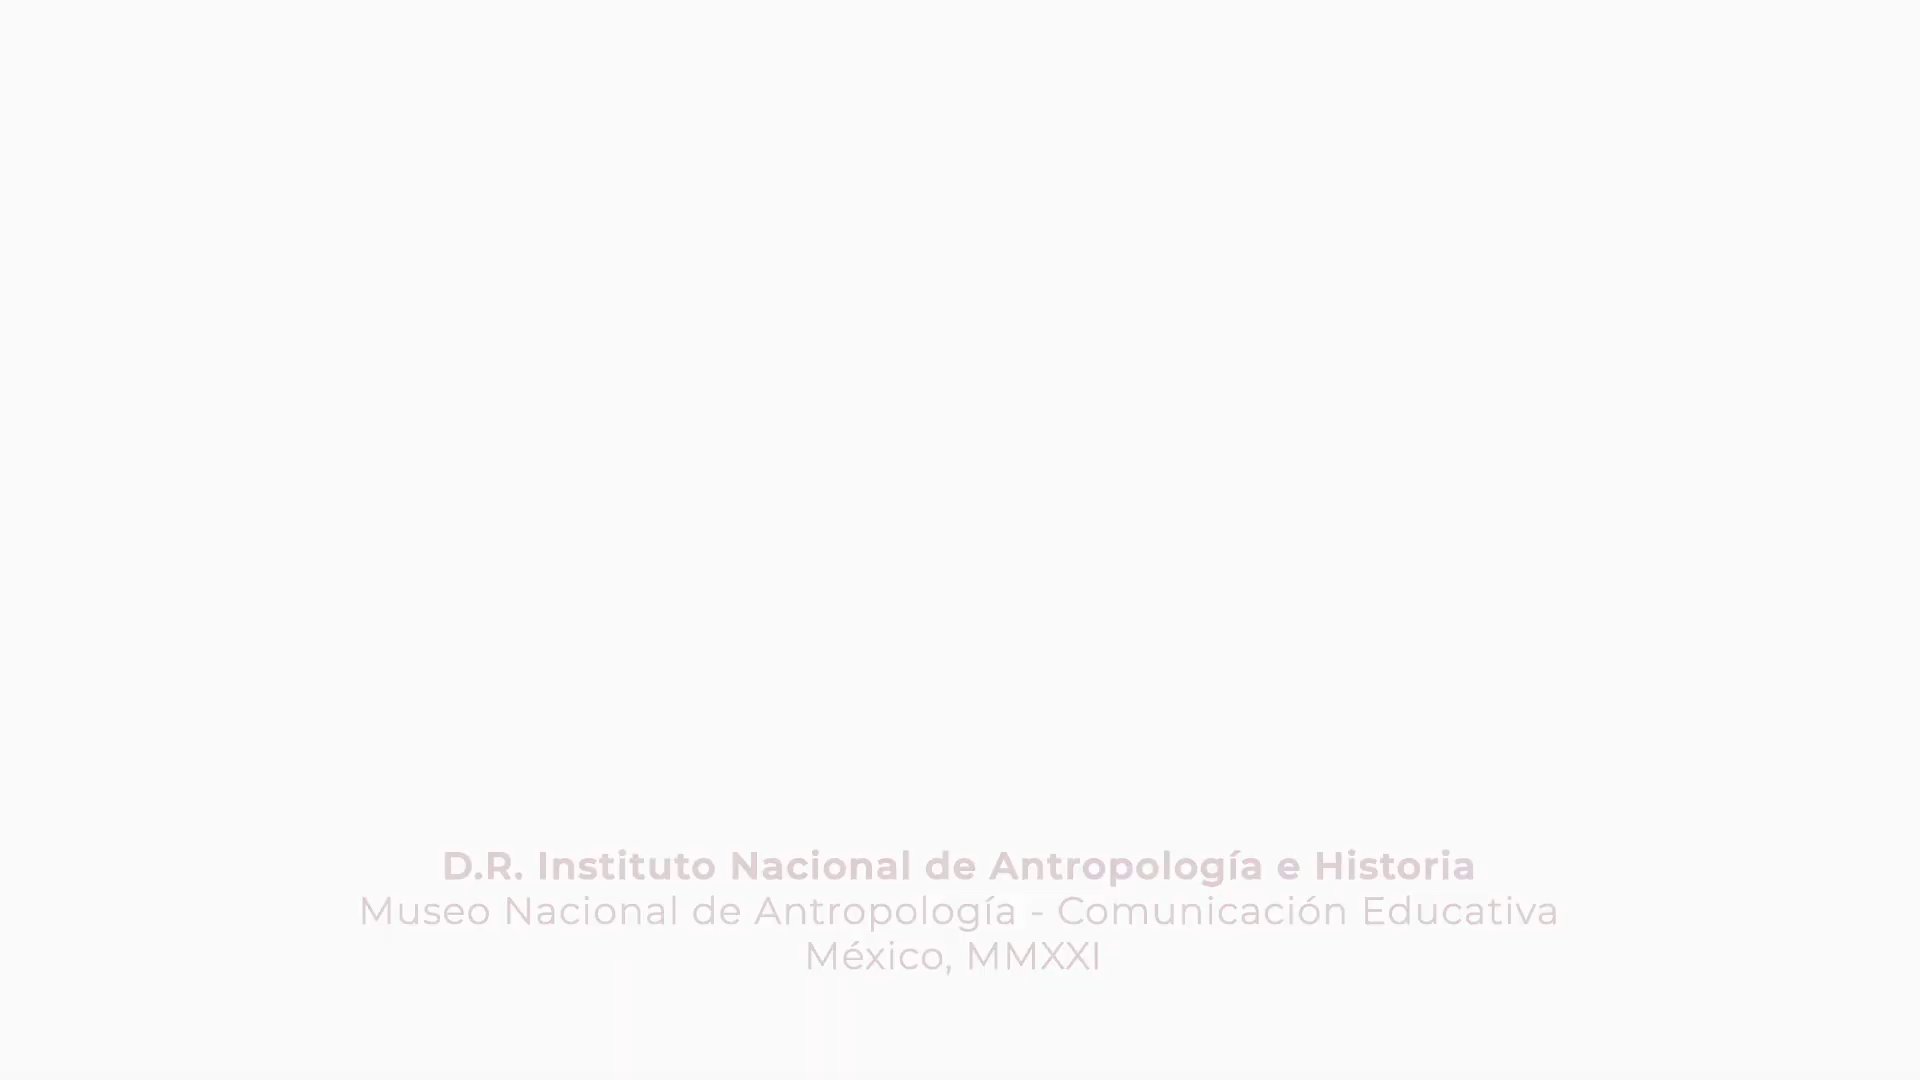 D.R. Instituto Nacional de Antropología e Historia
Museo Nacional de Antropología - Comunicación Educativa
México, MMXXI